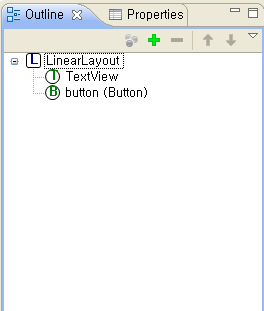 Outline Properties
L LinearLayout
T TextView
B button (Button)